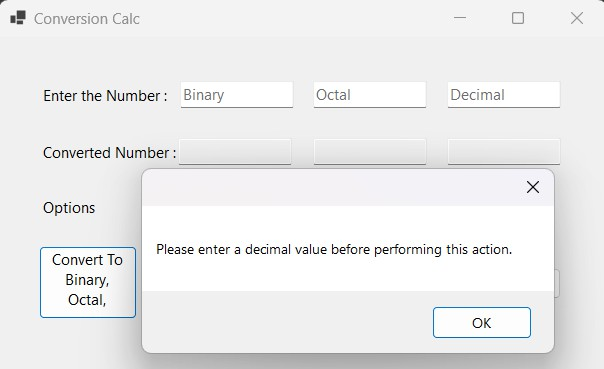 Conversion Calc
Enter the Number : Binary Octal Decimal
Converted Number :
Options
Please enter a decimal value before performing this action.
Convert To
Binary,
Octal,
OK